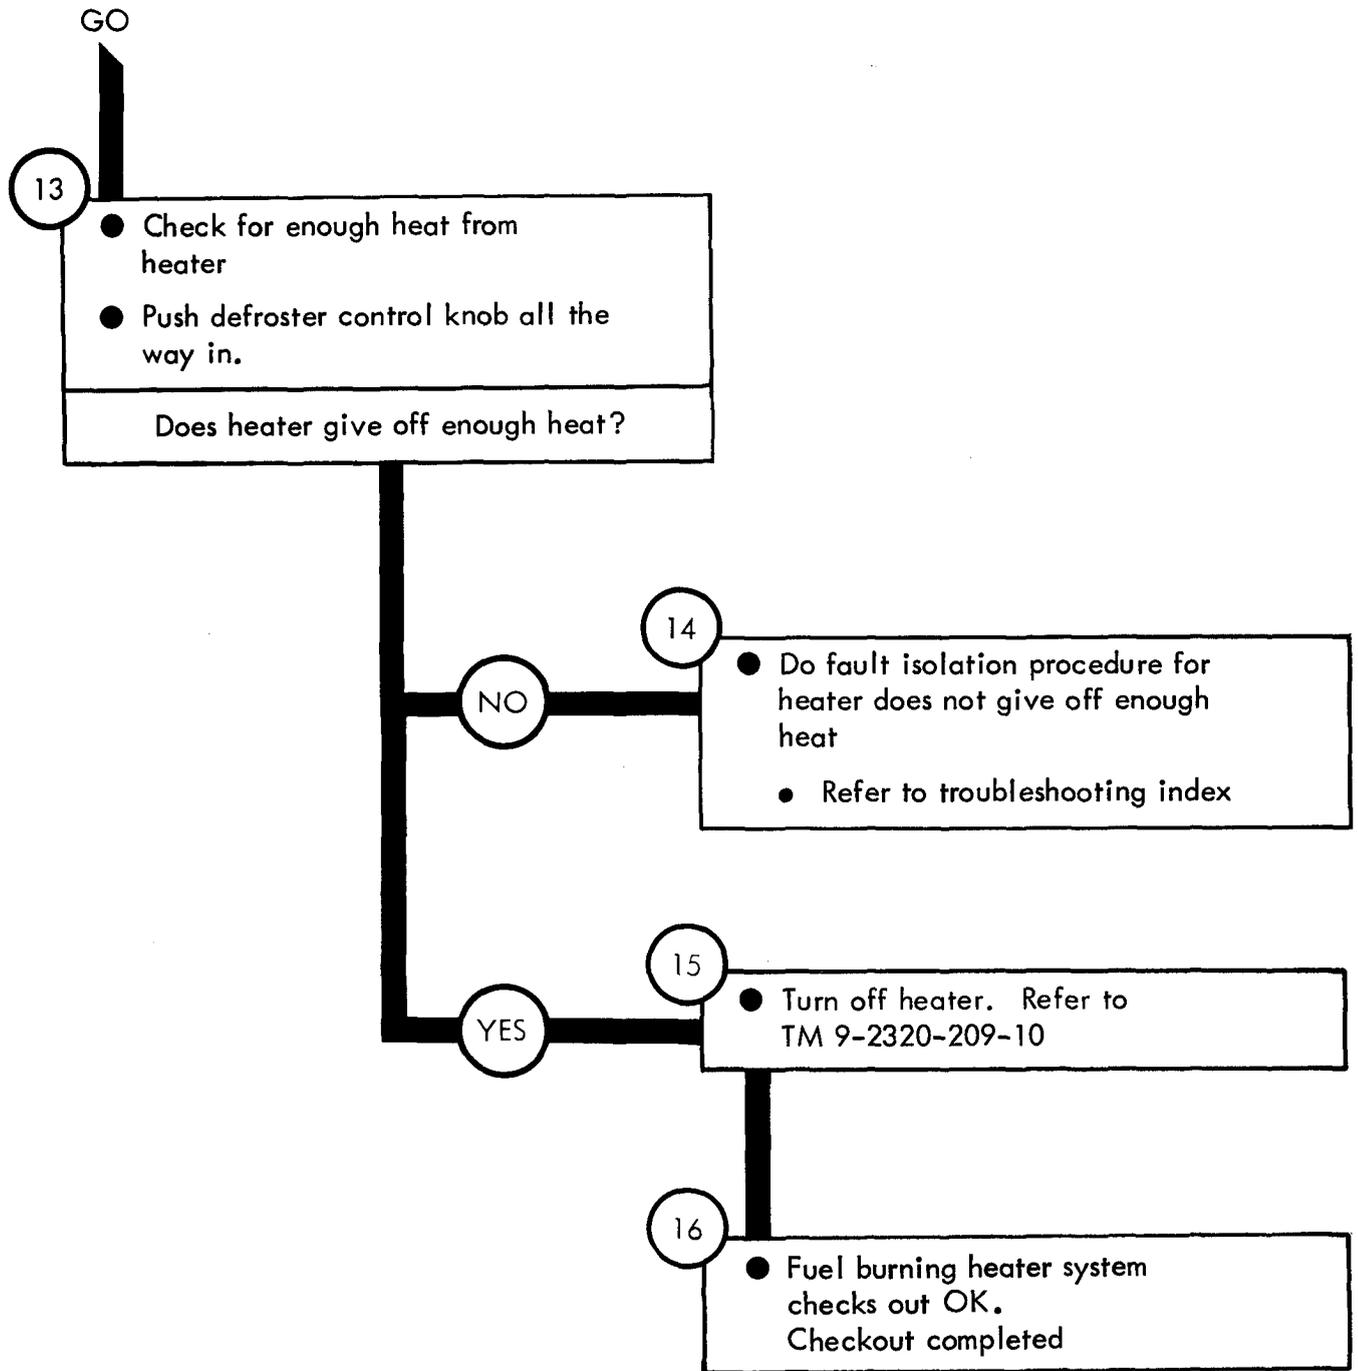 GO
13
● Check for enough heat from
heater
● Push defroster control knob all the
way in.
Does heater give off enough heat?
14
● Do fault isolation procedure for
heater does not give off enough
heat
● Refer to troubleshooting index
NO
15
● Turn off heater. Refer to
TM 9-2320-209-10
YES
16
● Fuel burning heater system
checks out OK.
Checkout completed